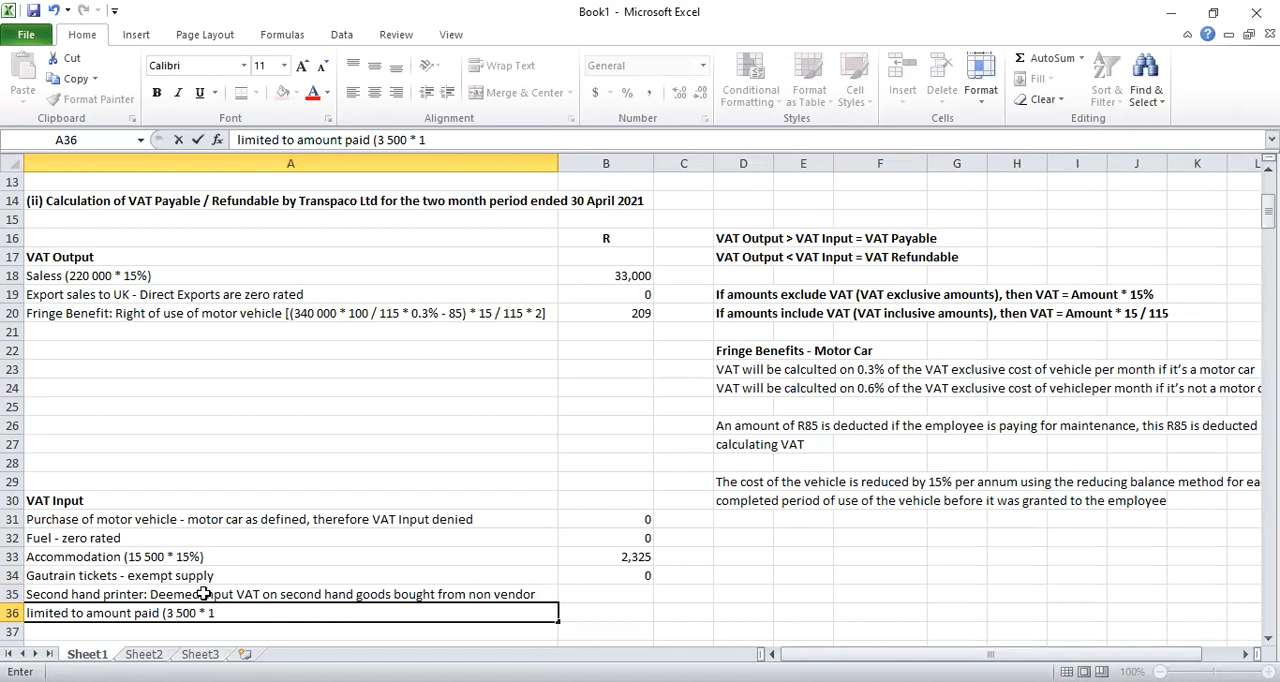 Book1 - Microsoft Excel
File Home Insert Page Layout Formulas Data Review View
Cut
Copy
Format Painter
Paste
Clipboard
Calibri 11
B I U
Font
Wrap Text
Merge & Center
Alignment
General
$ % ,
Number
Conditional Formatting
Format as Table
Cell Styles
Styles
Insert Delete Format
Cells
AutoSum
Fill
Clear
Sort & Filter
Find & Select
Editing
A36 fx limited to amount paid (3 500 * 1
A B C D E F G H I J K L
13
14 (ii) Calculation of VAT Payable / Refundable by Transpaco Ltd for the two month period ended 30 April 2021
15
16 R VAT Output > VAT Input = VAT Payable
17 VAT Output VAT Output < VAT Input = VAT Refundable
18 Saless (220 000 * 15%) 33,000
19 Export sales to UK - Direct Exports are zero rated 0 If amounts exclude VAT (VAT exclusive amounts), then VAT = Amount * 15%
20 Fringe Benefit: Right of use of motor vehicle [(340 000 * 100 / 115 * 0.3% - 85) * 15 / 115 * 2] 209 If amounts include VAT (VAT inclusive amounts), then VAT = Amount * 15 / 115
21
22 Fringe Benefits - Motor Car
23 VAT will be calculted on 0.3% of the VAT exclusive cost of vehicle per month if it's a motor car
24 VAT will be calculted on 0.6% of the VAT exclusive cost of vehicleper month if it's not a motor c
25
26 An amount of R85 is deducted if the employee is paying for maintenance, this R85 is deducted
27 calculating VAT
28
29 The cost of the vehicle is reduced by 15% per annum using the reducing balance method for ea
30 VAT Input completed period of use of the vehicle before it was granted to the employee
31 Purchase of motor vehicle - motor car as defined, therefore VAT Input denied 0
32 Fuel - zero rated 0
33 Accommodation (15 500 * 15%) 2,325
34 Gautrain tickets - exempt supply 0
35 Second hand printer: Deemed input VAT on second hand goods bought from non vendor
36 limited to amount paid (3 500 * 1
37
Sheet1 Sheet2 Sheet3
Enter 100%